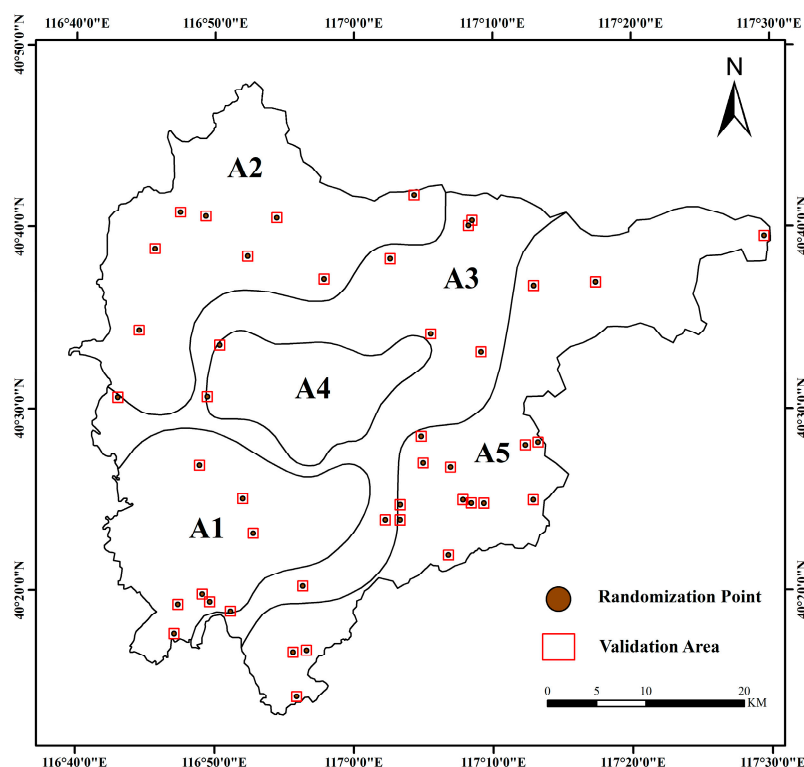 116°40'0"E 116°50'0"E 117°0'0"E 117°10'0"E 117°20'0"E 117°30'0"E
40°50'0"N 40°50'0"N
N
A2
40°40'0"N 40°40'0"N
A3
A4
40°30'0"N 40°30'0"N
A5
A1
40°20'0"N 40°20'0"N
Randomization Point
Validation Area
0 5 10 20
KM
116°40'0"E 116°50'0"E 117°0'0"E 117°10'0"E 117°20'0"E 117°30'0"E